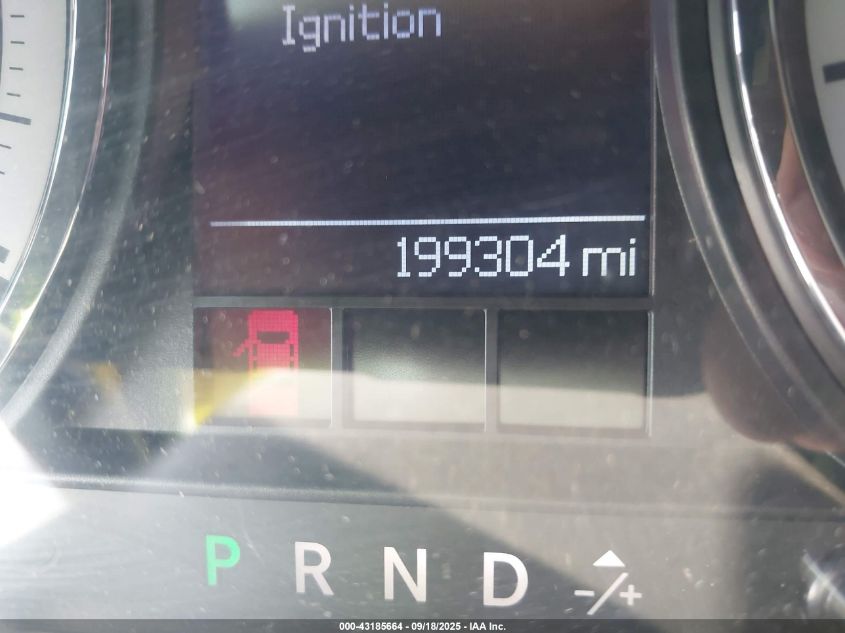 Ignition
199304 mi
P R N D -/+
000-43185664 - 09/18/2025 - IAA Inc.